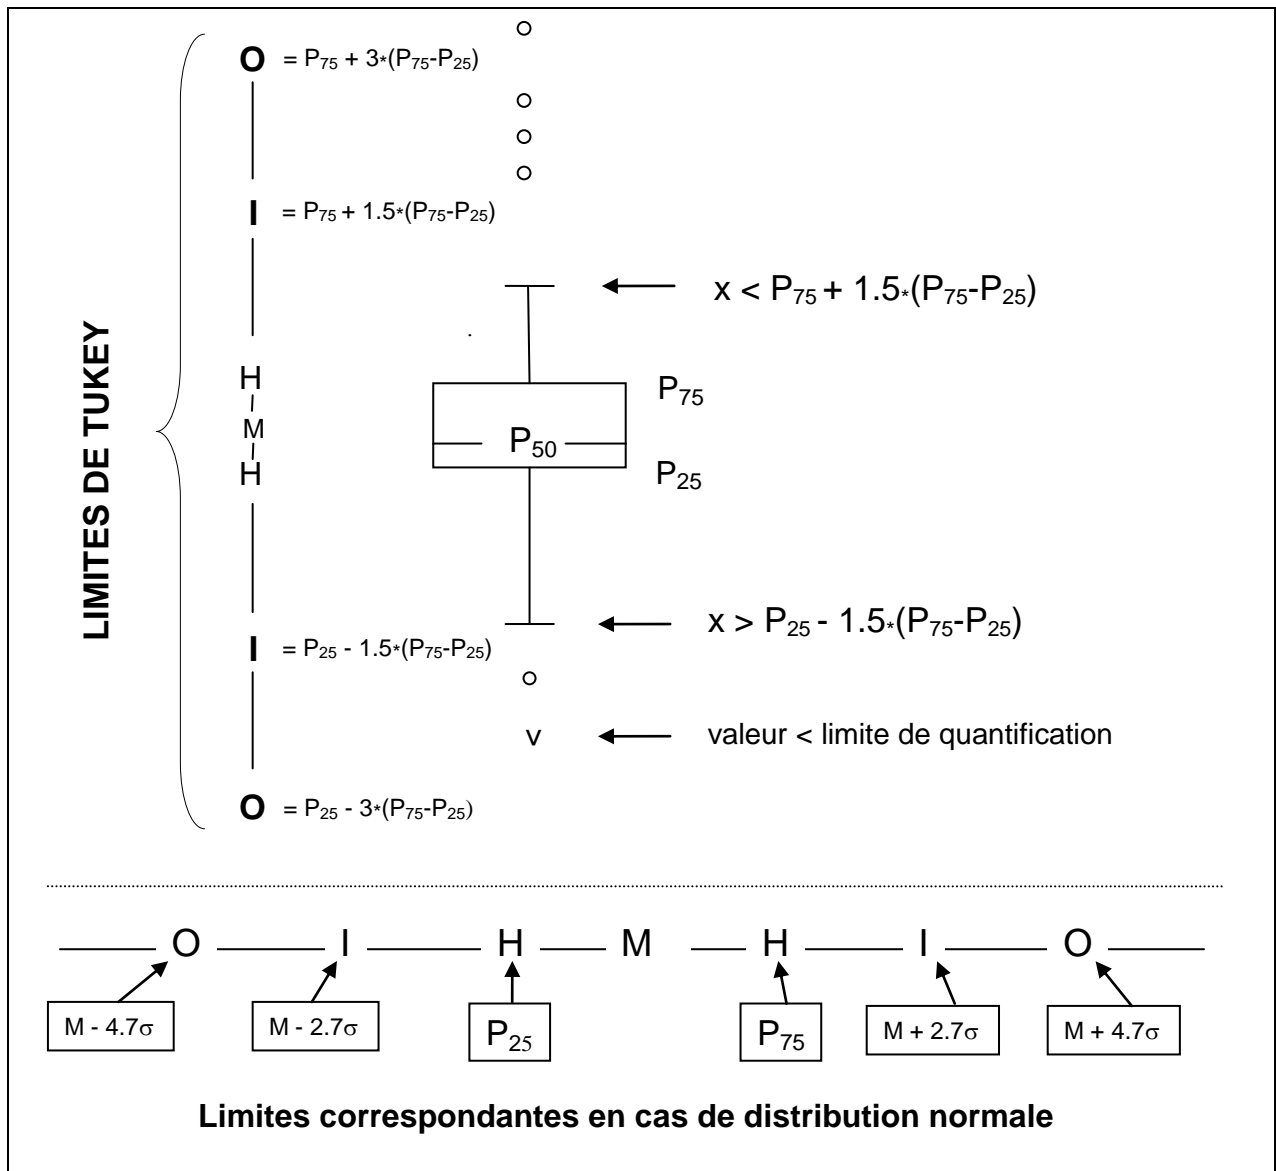 LIMITES DE TUKEY
O = P75 + 3*(P75-P25)
I = P75 + 1.5*(P75-P25)
H
M
H
I = P25 - 1.5*(P75-P25)
O = P25 - 3*(P75-P25)
x < P75 + 1.5*(P75-P25)
P75
P50
P25
x > P25 - 1.5*(P75-P25)
v
valeur < limite de quantification
O I H M H I O
M - 4.7σ M - 2.7σ P25 P75 M + 2.7σ M + 4.7σ
Limites correspondantes en cas de distribution normale